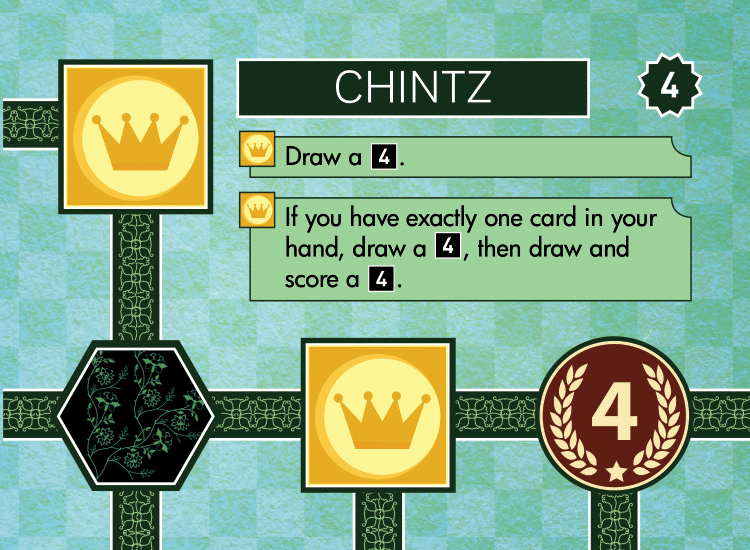 CHINTZ
4
Draw a 4.
If you have exactly one card in your
hand, draw a 4, then draw and
score a 4.
4